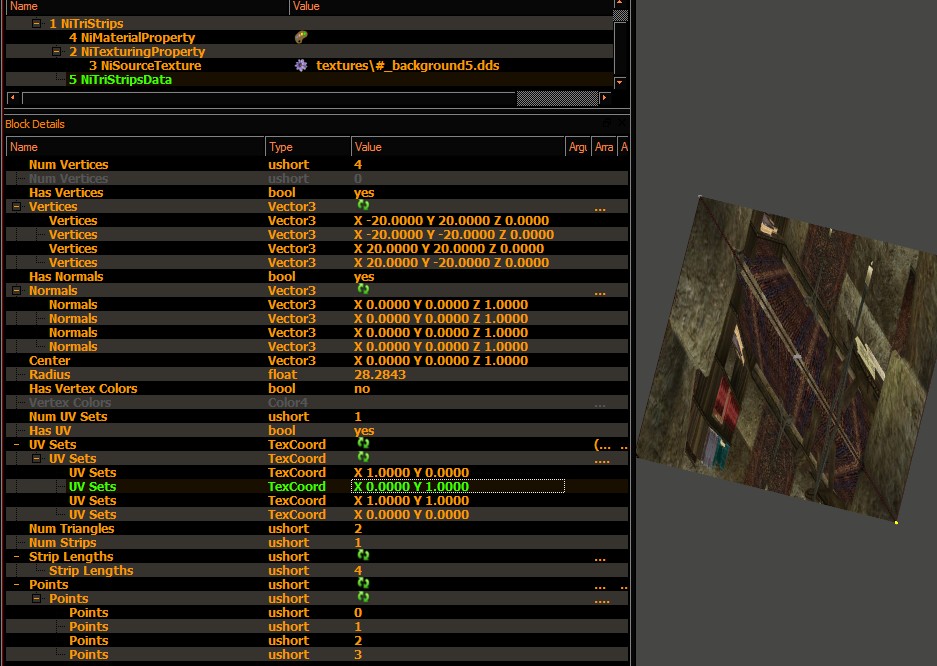 Name Value
1 NiTriStrips
4 NiMaterialProperty
2 NiTexturingProperty
3 NiSourceTexture textures\#_background5.dds
5 NiTriStripsData
Block Details
Name Type Value Argu Arra A
Num Vertices ushort 4
Num Vertices ushort 0
Has Vertices bool yes
Vertices Vector3 ...
Vertices Vector3 X -20.0000 Y 20.0000 Z 0.0000
Vertices Vector3 X -20.0000 Y -20.0000 Z 0.0000
Vertices Vector3 X 20.0000 Y 20.0000 Z 0.0000
Vertices Vector3 X 20.0000 Y -20.0000 Z 0.0000
Has Normals bool yes
Normals Vector3 ...
Normals Vector3 X 0.0000 Y 0.0000 Z 1.0000
Normals Vector3 X 0.0000 Y 0.0000 Z 1.0000
Normals Vector3 X 0.0000 Y 0.0000 Z 1.0000
Normals Vector3 X 0.0000 Y 0.0000 Z 1.0000
Center Vector3 X 0.0000 Y 0.0000 Z 0.0000
Radius float 28.2843
Has Vertex Colors bool no
Vertex Colors Color4 ...
Num UV Sets ushort 1
Has UV bool yes
UV Sets TexCoord (... ..
UV Sets TexCoord ....
UV Sets TexCoord X 1.0000 Y 0.0000
UV Sets TexCoord X 0.0000 Y 1.0000
UV Sets TexCoord X 1.0000 Y 1.0000
UV Sets TexCoord X 0.0000 Y 0.0000
Num Triangles ushort 2
Num Strips ushort 1
Strip Lengths ushort ...
Strip Lengths ushort 4
Points ushort ... ..
Points ushort ....
Points ushort 0
Points ushort 1
Points ushort 2
Points ushort 3